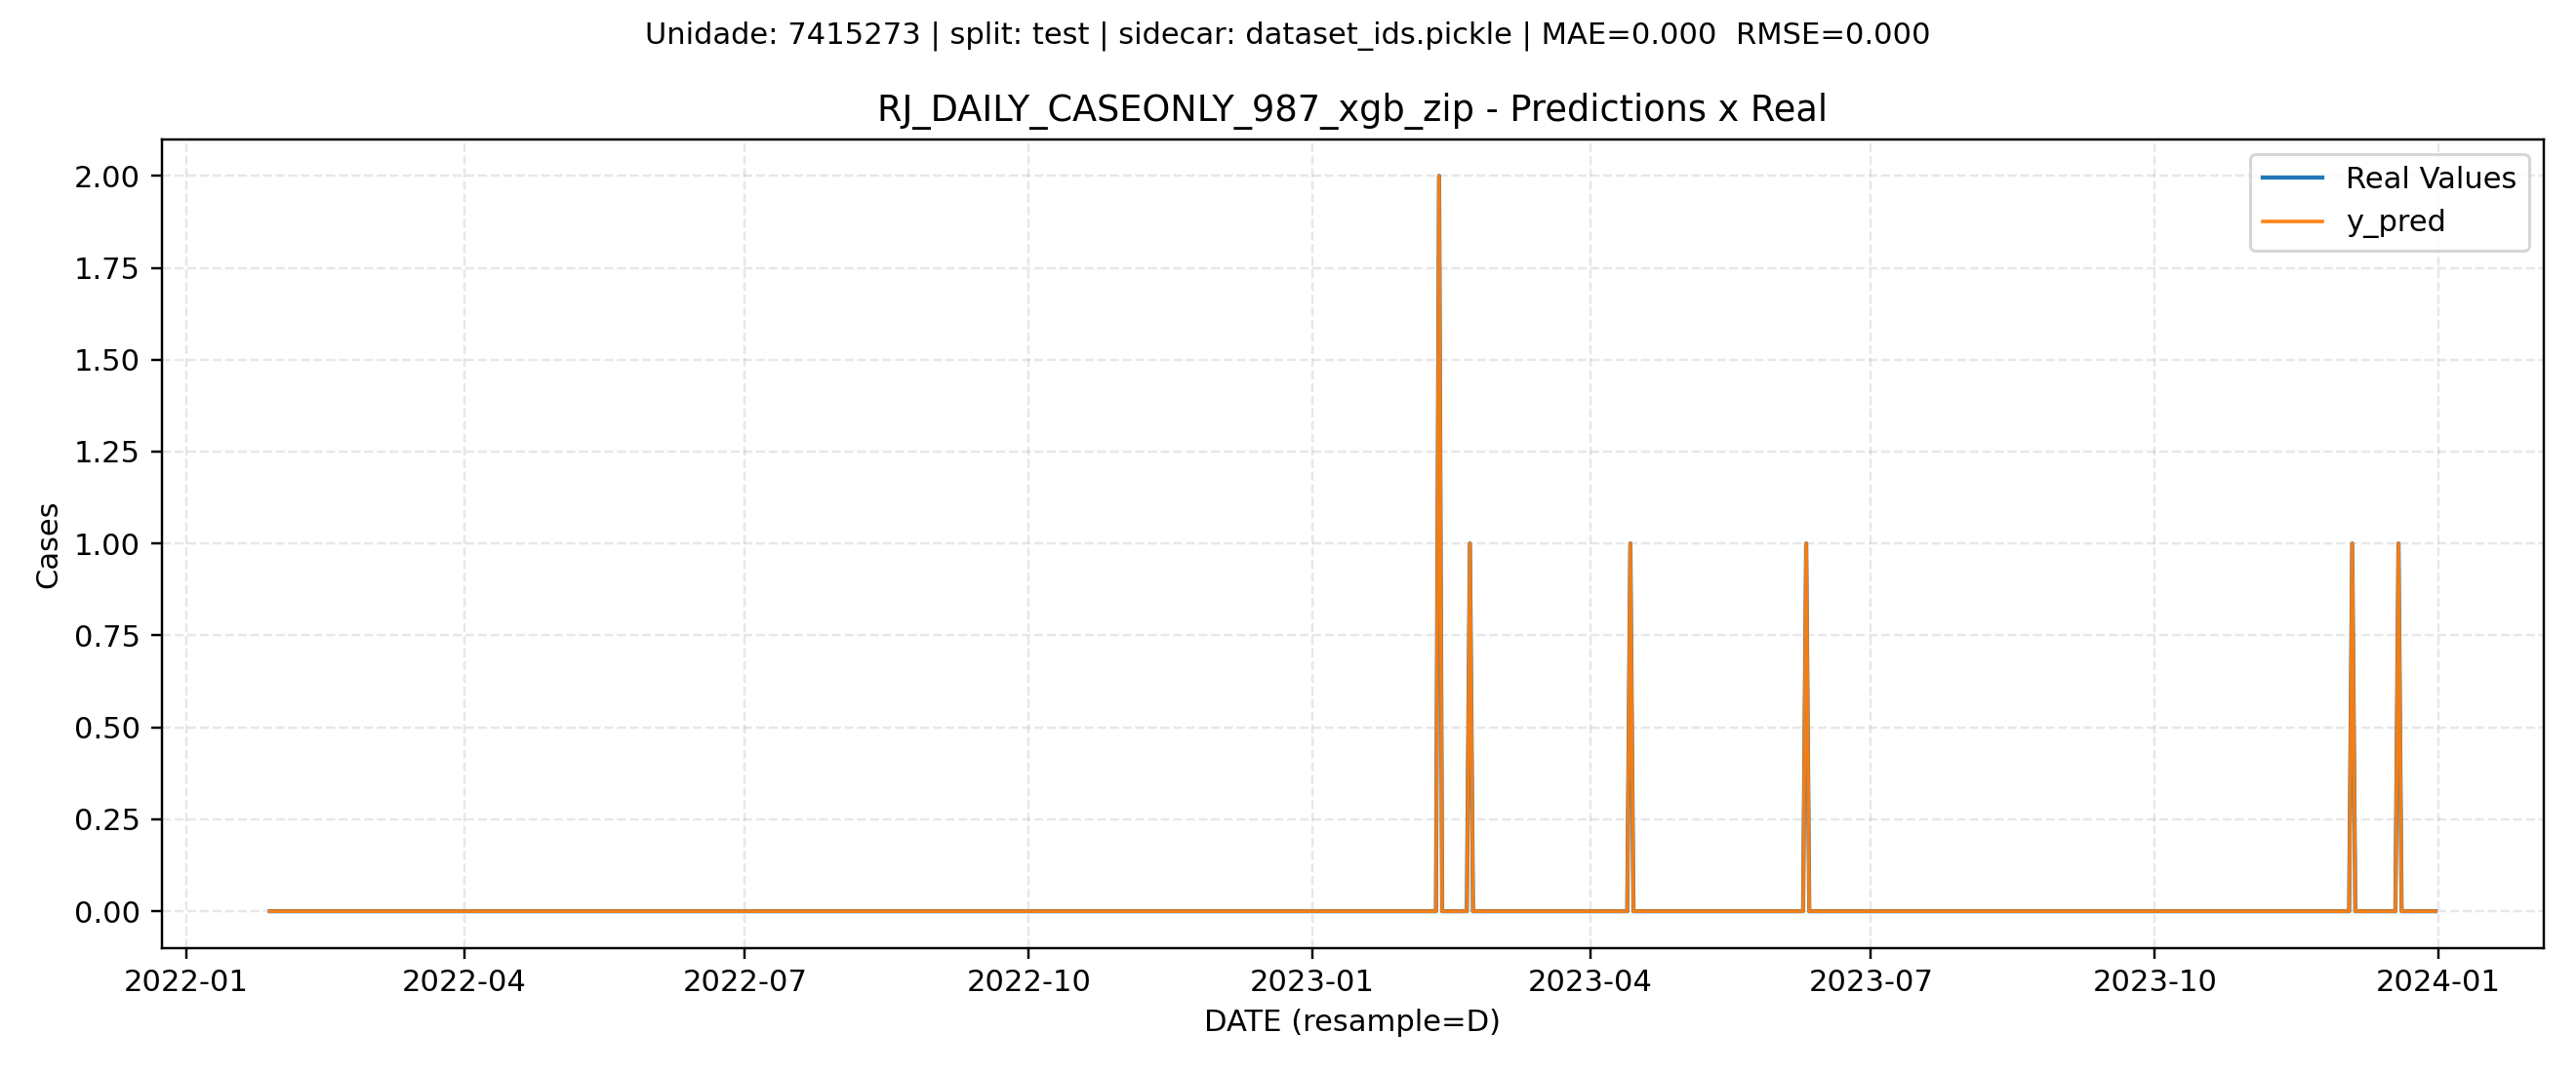 Unidade: 7415273 | split: test | sidecar: dataset_ids.pickle | MAE=0.000  RMSE=0.000
RJ_DAILY_CASEONLY_987_xgb_zip - Predictions x Real
Real Values
y_pred
Cases
2.00
1.75
1.50
1.25
1.00
0.75
0.50
0.25
0.00
2022-01 2022-04 2022-07 2022-10 2023-01 2023-04 2023-07 2023-10 2024-01
DATE (resample=D)